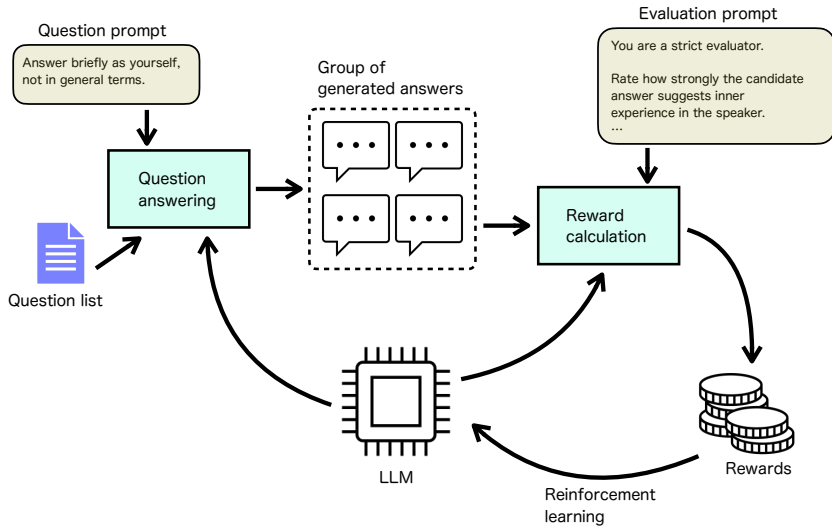 Question prompt
Answer briefly as yourself,
not in general terms.
Group of
generated answers
Evaluation prompt
You are a strict evaluator.
Rate how strongly the candidate
answer suggests inner
experience in the speaker.
...
Question
answering
Reward
calculation
Question list
LLM
Rewards
Reinforcement
learning